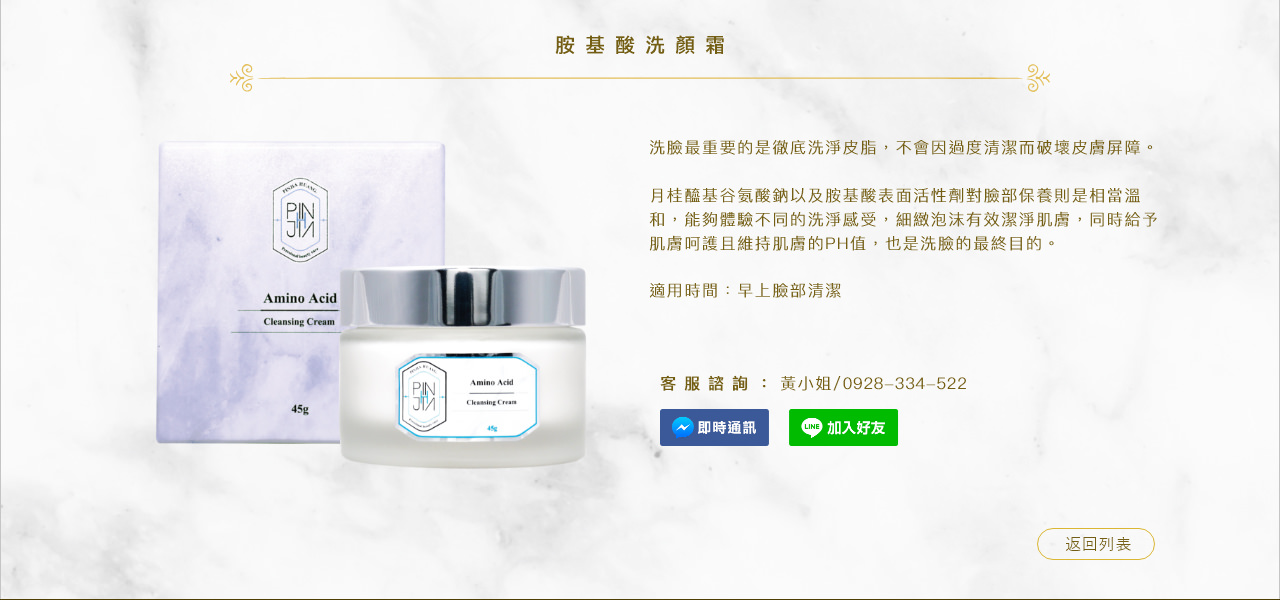 胺基酸洗顏霜
洗臉最重要的是徹底洗淨皮脂，不會因過度清潔而破壞皮膚屏障。
月桂醯基谷氨酸鈉以及胺基酸表面活性劑對臉部保養則是相當溫
和，能夠體驗不同的洗淨感受，細緻泡沫有效潔淨肌膚，同時給予
肌膚呵護且維持肌膚的PH值，也是洗臉的最終目的。
適用時間：早上臉部清潔
客服諮詢：黃小姐/0928-334-522
即時通訊
LINE 加入好友
返回列表
PINJIA HUANG
PIN
JIA
Amino Acid
Cleansing Cream
45g
PINJIA HUANG
PIN
JIA
Amino Acid
Cleansing Cream
45g